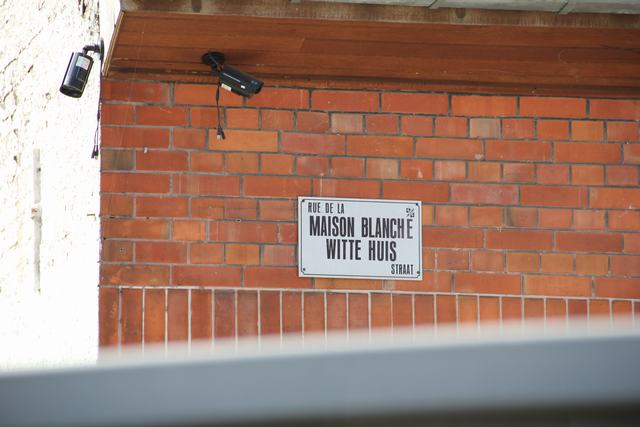 RUE DE LA
MAISON BLANCHE
WITTE HUIS
STRAAT